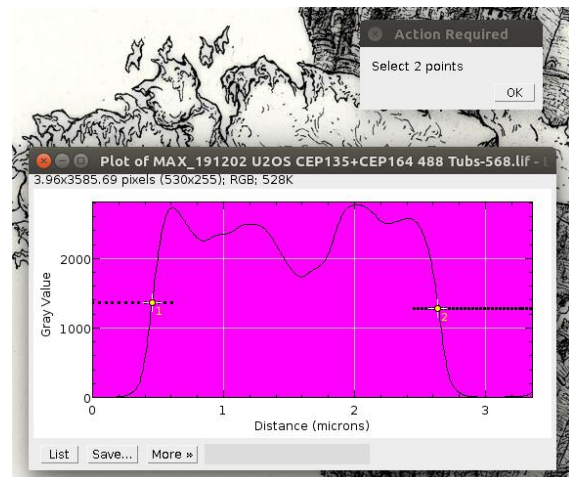 Action Required
Select 2 points
OK
Plot of MAX_191202 U2OS CEP135+CEP164 488 Tubs-568.lif -
3.96x3585.69 pixels (530x255); RGB; 528K
2000
1000
0
Gray Value
1
2
0 1 2 3
Distance (microns)
List Save... More »